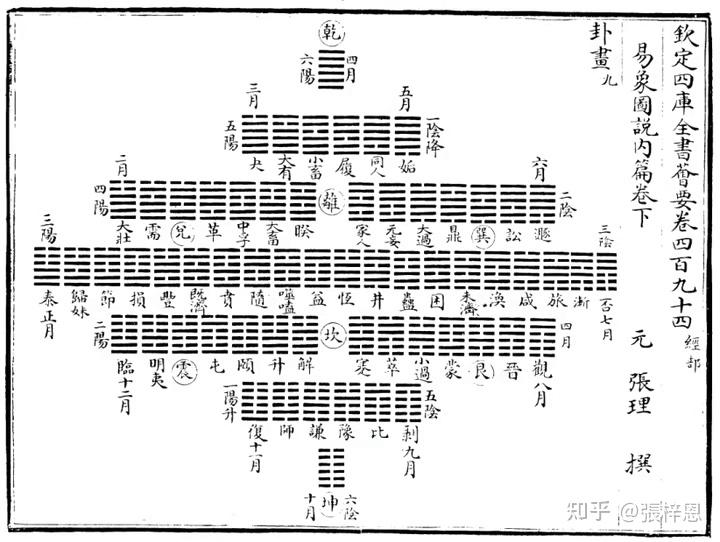 欽定四庫全書薈要卷四百九十四 經部
易象圖說內篇卷下 元 張理 撰
卦畫九
乾
四月
六陽
五月
一陰降
三月
五陽
姤
同人
履
小畜
大有
夬
六月
二陰
二月
四陽
遯
訟
巽
鼎
大過
无妄
家人
離
睽
大畜
中孚
革
兌
需
大壯
三陰
三陽
否七月
漸
旅
咸
渙
未濟
困
蠱
井
恒
益
噬嗑
隨
賁
既濟
豐
損
節
歸妹
泰正月
四月
二陽
觀八月
晉
艮
蒙
小過
萃
蹇
坎
解
升
頤
屯
震
明夷
臨十二月
五陰
一陽升
剝九月
比
豫
謙
師
復十一月
六陰
坤
十月
知乎 @張梓恩